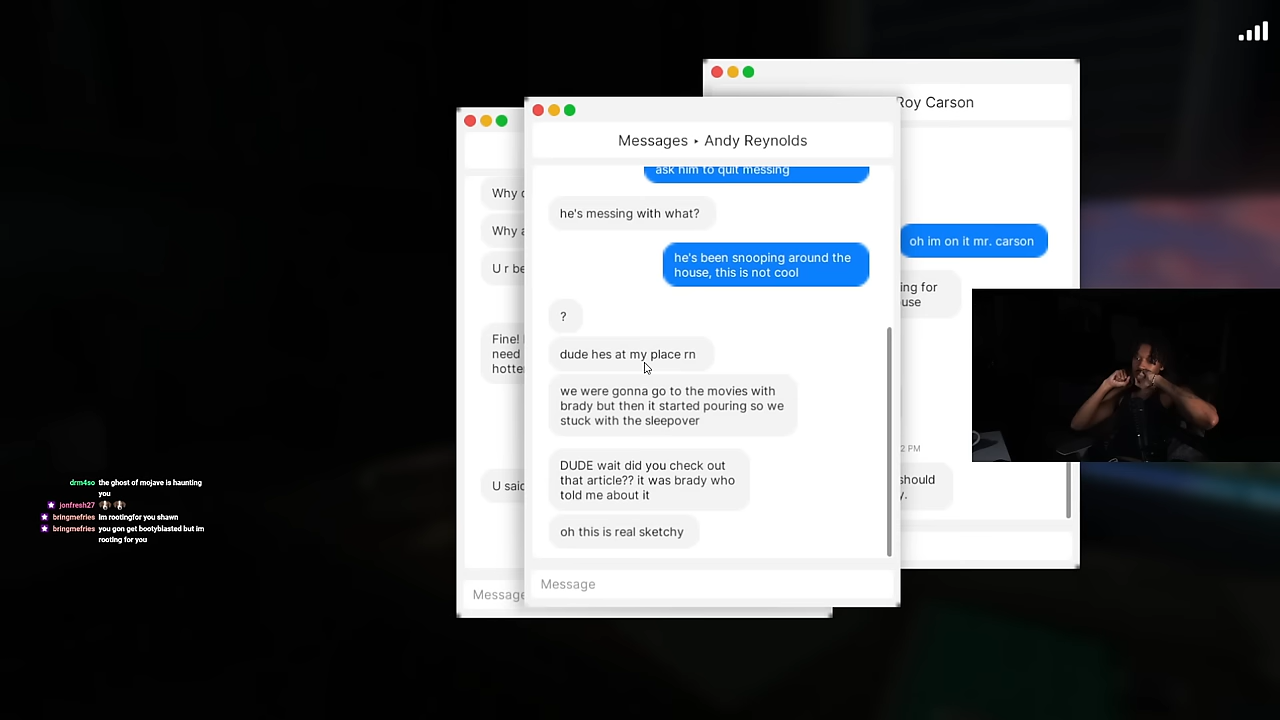 Roy Carson
oh im on it mr. carson
ing for
use
2 PM
should
y.
Why
Why a
U r be
Fine!
need
hotte
U said
Message
Messages ▸ Andy Reynolds
ask him to quit messing
he's messing with what?
he's been snooping around the
house, this is not cool
?
dude hes at my place rn
we were gonna go to the movies with
brady but then it started pouring so we
stuck with the sleepover
DUDE wait did you check out
that article?? it was brady who
told me about it
oh this is real sketchy
Message
drm4so the ghost of mojave is haunting
you
jonfresh27
bringmefries im rootingfor you shawn
bringmefries you gon get bootyblasted but im
rooting for you